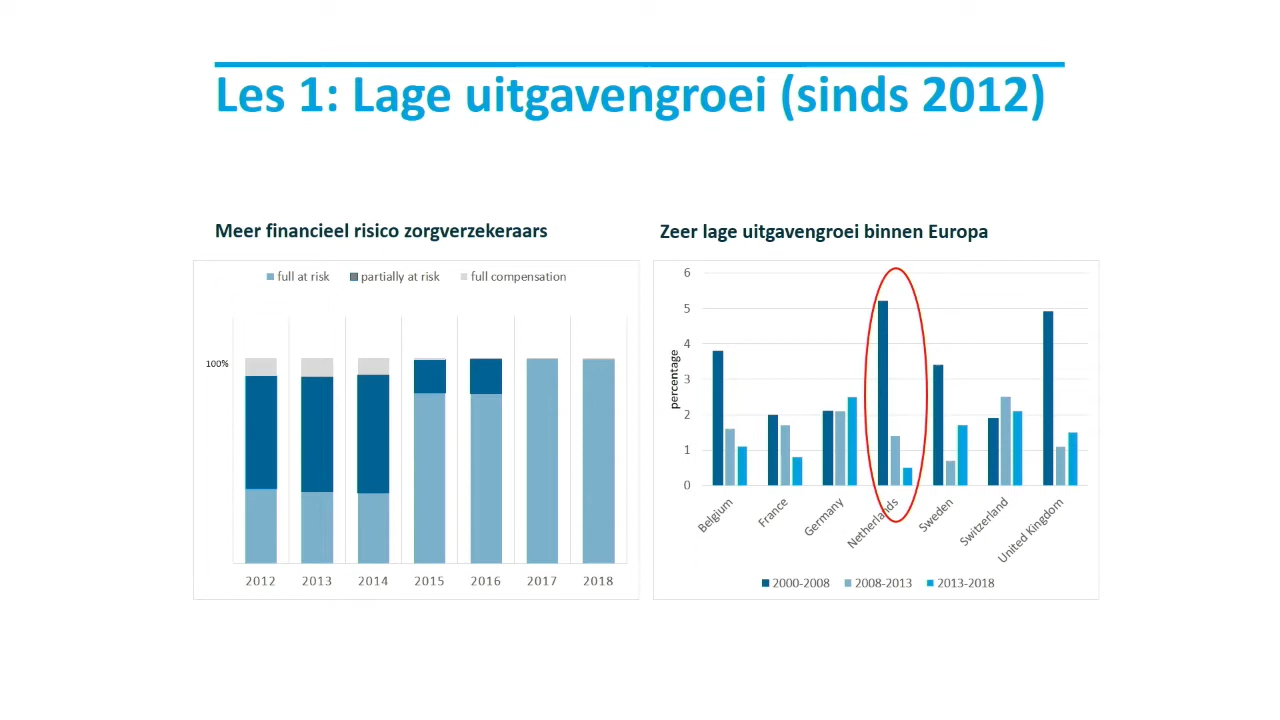 Les 1: Lage uitgavengroei (sinds 2012)
Meer financieel risico zorgverzekeraars
full at risk partially at risk full compensation
100%
2012 2013 2014 2015 2016 2017 2018
Zeer lage uitgavengroei binnen Europa
6
5
4
3
2
1
0
percentage
Belgium France Germany Netherlands Sweden Switzerland United Kingdom
2000-2008 2008-2013 2013-2018